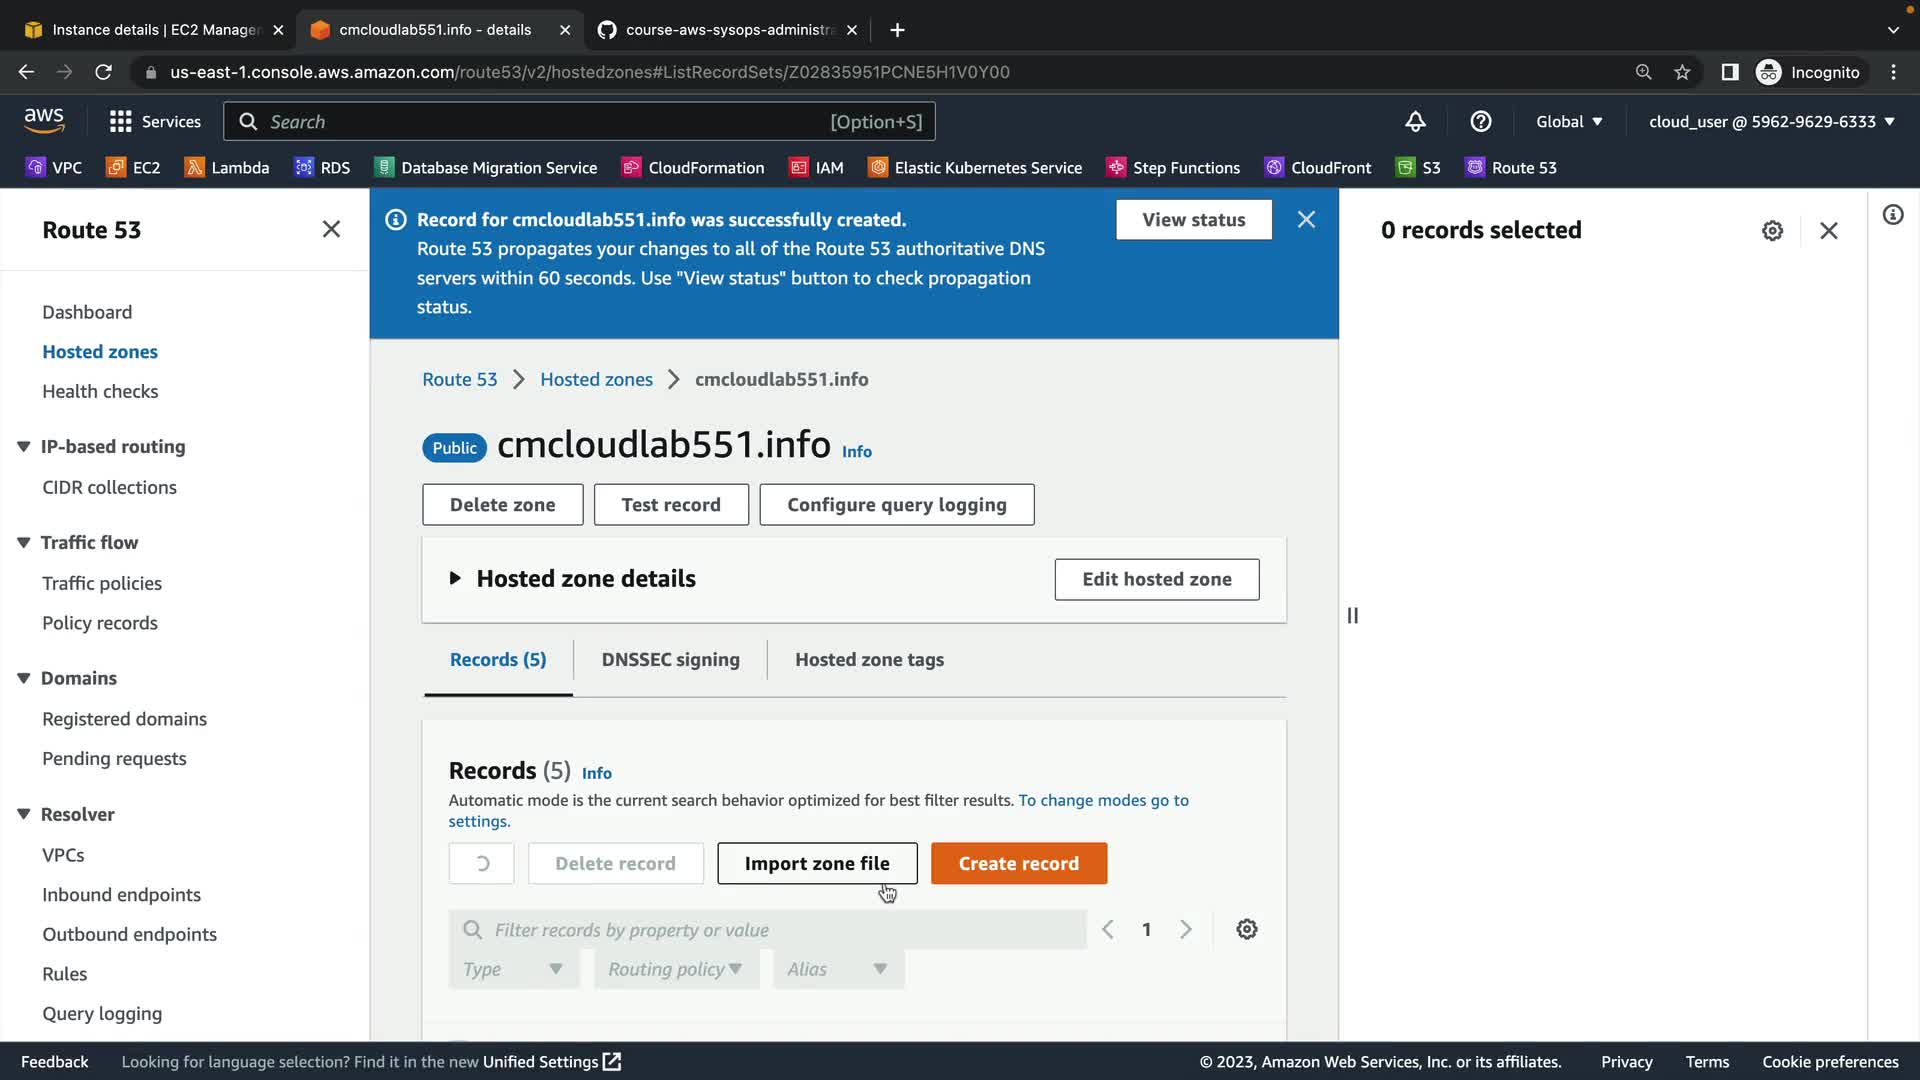 Instance details | EC2 Manager
cmcloudlab551.info - details
course-aws-sysops-administra
us-east-1.console.aws.amazon.com/route53/v2/hostedzones#ListRecordSets/Z02835951PCNE5H1V0Y00
Incognito
aws
Services
Search
[Option+S]
Global
cloud_user @ 5962-9629-6333
VPC
EC2
Lambda
RDS
Database Migration Service
CloudFormation
IAM
Elastic Kubernetes Service
Step Functions
CloudFront
S3
Route 53
Route 53
Dashboard
Hosted zones
Health checks
IP-based routing
CIDR collections
Traffic flow
Traffic policies
Policy records
Domains
Registered domains
Pending requests
Resolver
VPCs
Inbound endpoints
Outbound endpoints
Rules
Query logging
Record for cmcloudlab551.info was successfully created.
Route 53 propagates your changes to all of the Route 53 authoritative DNS
servers within 60 seconds. Use "View status" button to check propagation
status.
View status
Route 53
Hosted zones
cmcloudlab551.info
Public
cmcloudlab551.info
Info
Delete zone
Test record
Configure query logging
Hosted zone details
Edit hosted zone
Records (5)
DNSSEC signing
Hosted zone tags
Records (5) Info
Automatic mode is the current search behavior optimized for best filter results. To change modes go to
settings.
Delete record
Import zone file
Create record
Filter records by property or value
1
Type
Routing policy
Alias
0 records selected
Feedback
Looking for language selection? Find it in the new Unified Settings
© 2023, Amazon Web Services, Inc. or its affiliates.
Privacy
Terms
Cookie preferences